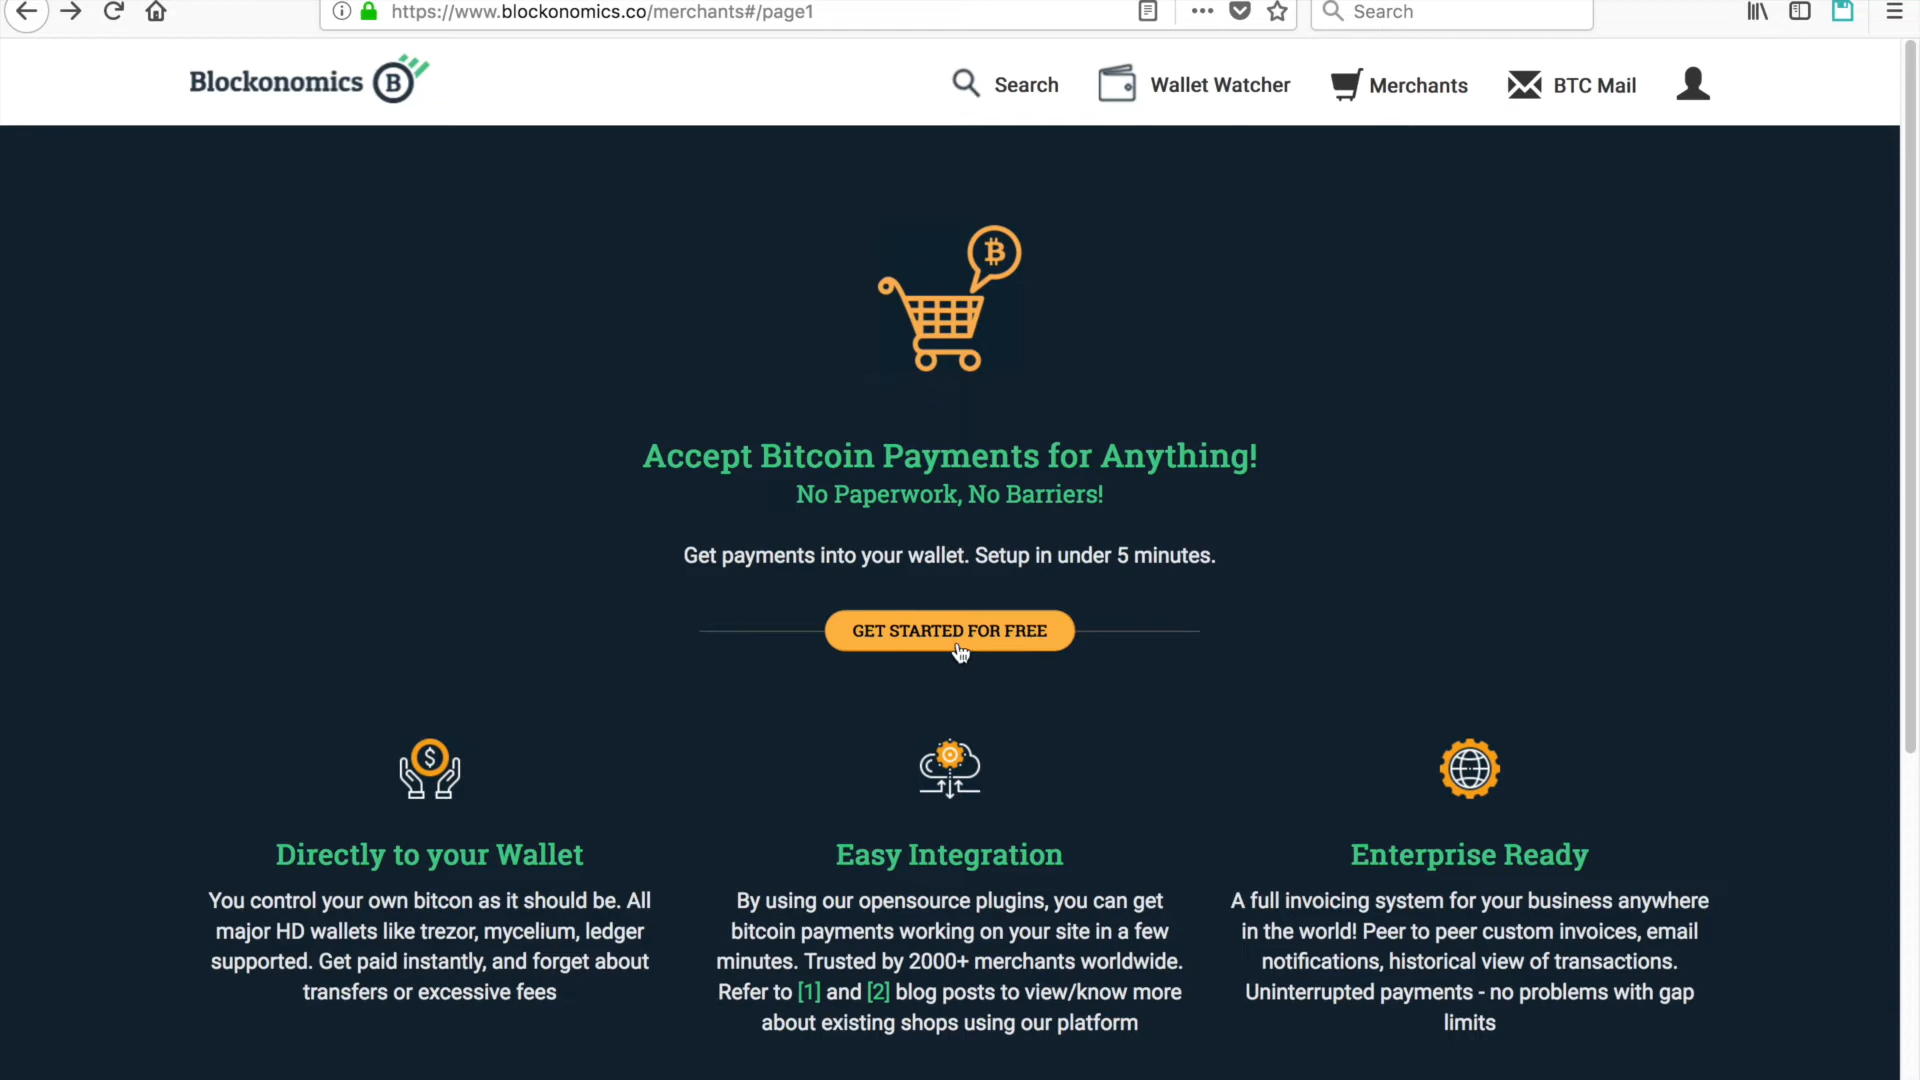 https://www.blockonomics.co/merchants#/page1
Search
Blockonomics B
Search
Wallet Watcher
Merchants
BTC Mail
Accept Bitcoin Payments for Anything!
No Paperwork, No Barriers!
Get payments into your wallet. Setup in under 5 minutes.
GET STARTED FOR FREE
Directly to your Wallet
You control your own bitcon as it should be. All
major HD wallets like trezor, mycelium, ledger
supported. Get paid instantly, and forget about
transfers or excessive fees
Easy Integration
By using our opensource plugins, you can get
bitcoin payments working on your site in a few
minutes. Trusted by 2000+ merchants worldwide.
Refer to [1] and [2] blog posts to view/know more
about existing shops using our platform
Enterprise Ready
A full invoicing system for your business anywhere
in the world! Peer to peer custom invoices, email
notifications, historical view of transactions.
Uninterrupted payments - no problems with gap
limits